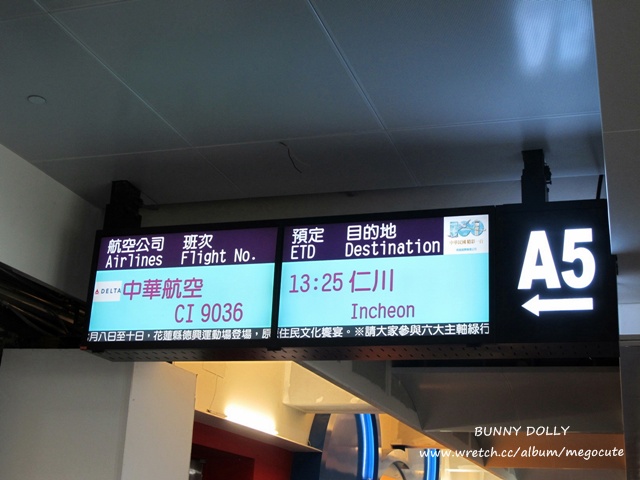 航空公司 班次
Airlines Flight No.
DELTA 中華航空
CI 9036
月八日至十日，花蓮縣德興運動場登場，原
預定 目的地
ETD Destination
13:25 仁川
Incheon
住民文化饗宴。※請大家參與六大主軸綠行
A5
BUNNY DOLLY
www.wretch.cc/album/megocute